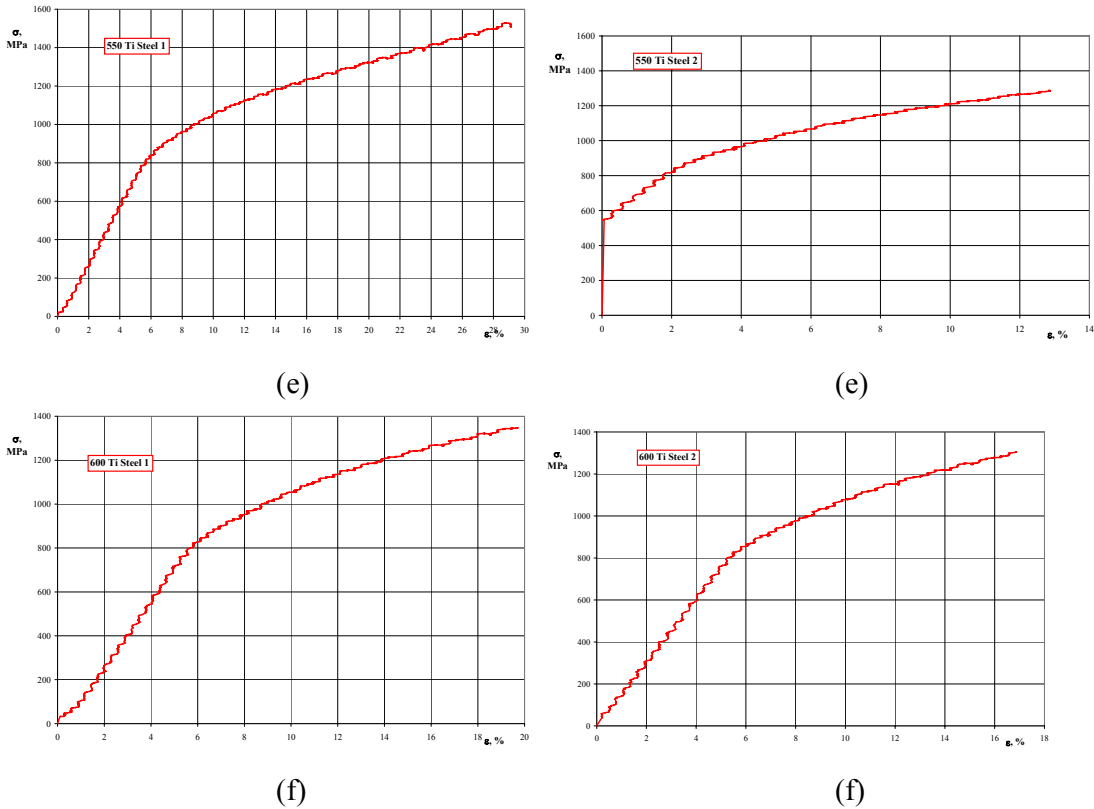 1600
σ,
MPa
1400
1200
1000
800
600
400
200
0
550 Ti Steel 1
0 2 4 6 8 10 12 14 16 18 20 22 24 26 28 30
ε, %
(e)
1600
σ,
MPa
1400
1200
1000
800
600
400
200
0
550 Ti Steel 2
0 2 4 6 8 10 12 14
ε, %
(e)
1400
σ,
MPa
1200
1000
800
600
400
200
0
600 Ti Steel 1
0 2 4 6 8 10 12 14 16 18 20
ε, %
(f)
1400
σ,
MPa
1200
1000
800
600
400
200
0
600 Ti Steel 2
0 2 4 6 8 10 12 14 16 18
ε, %
(f)